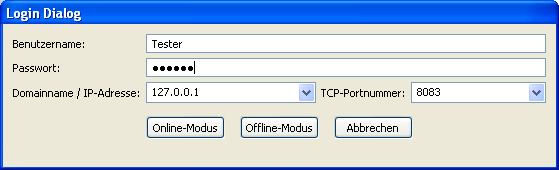 Login Dialog
Benutzername: Tester
Passwort: ●●●●●●
Domainname / IP-Adresse: 127.0.0.1 TCP-Portnummer: 8083
Online-Modus Offline-Modus Abbrechen